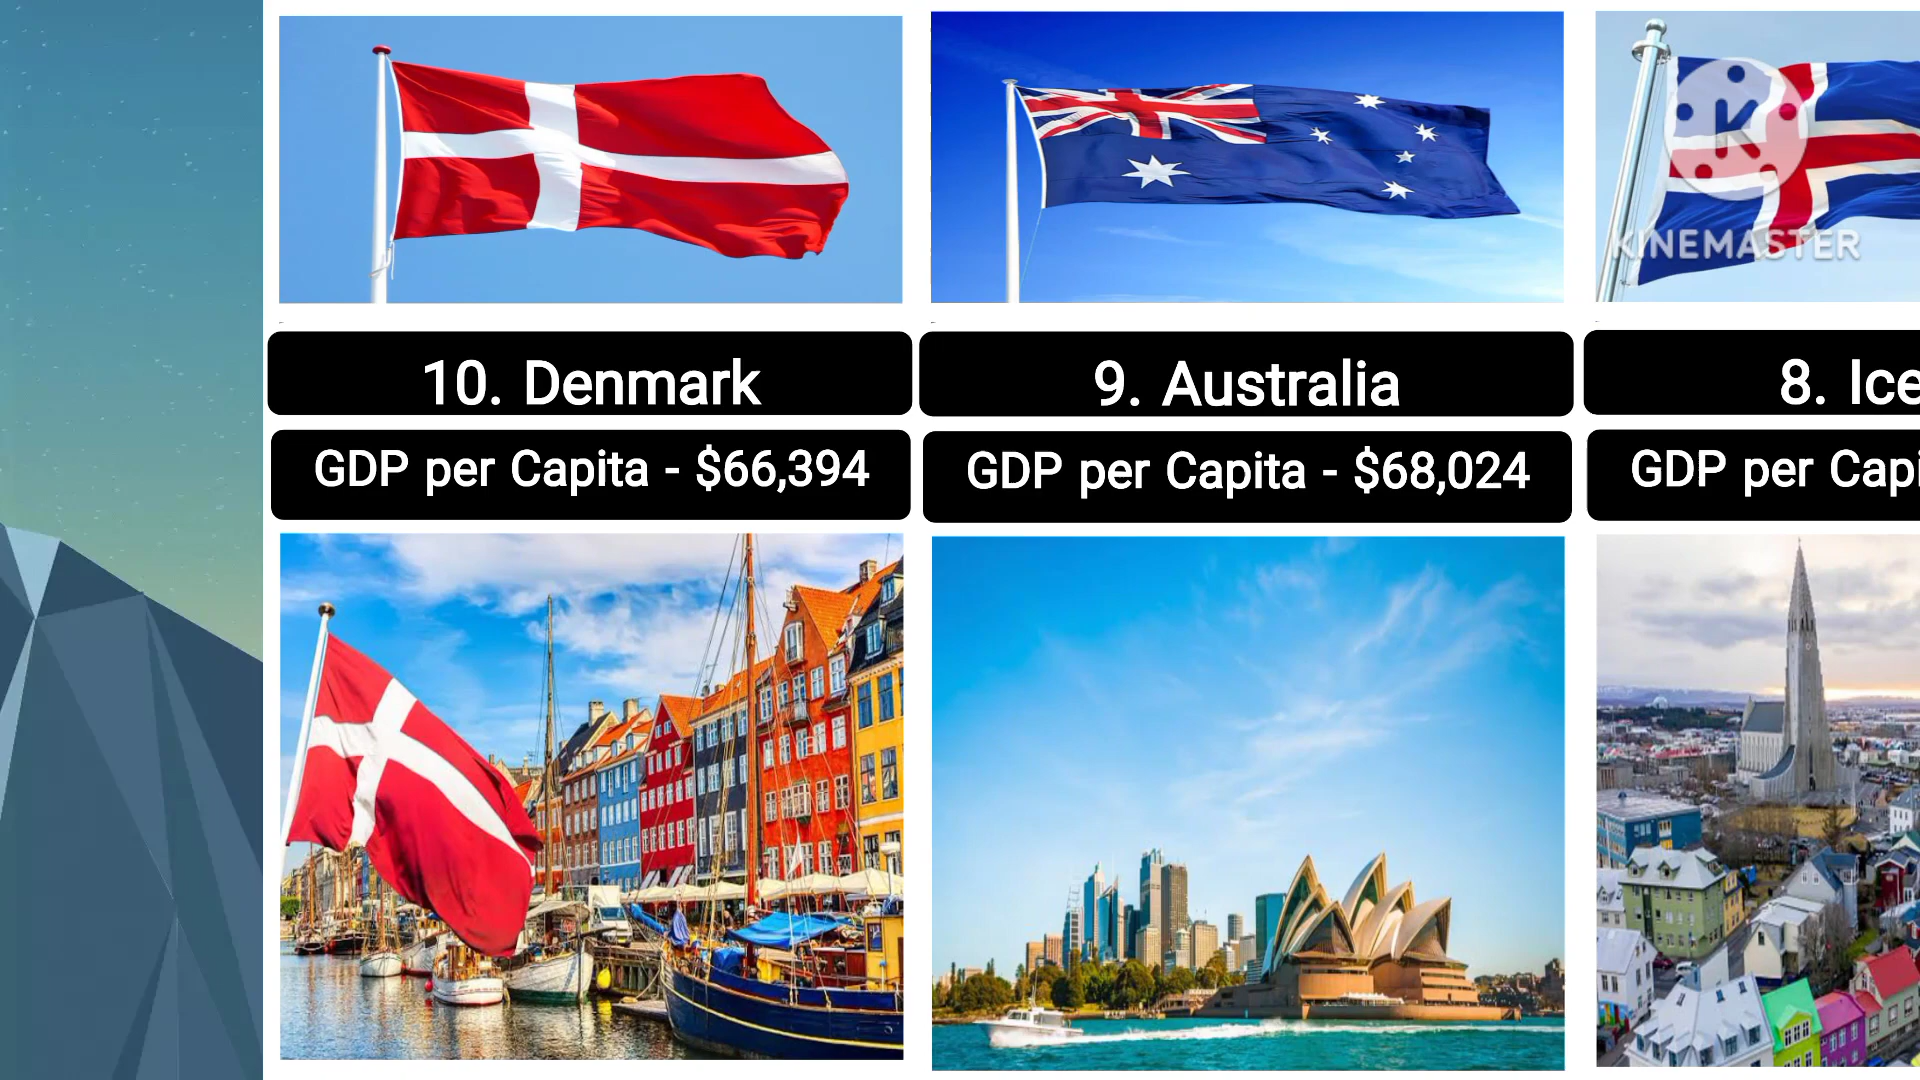 K
KINEMASTER
10. Denmark
GDP per Capita - $66,394
9. Australia
GDP per Capita - $68,024
8. Ice
GDP per Capi